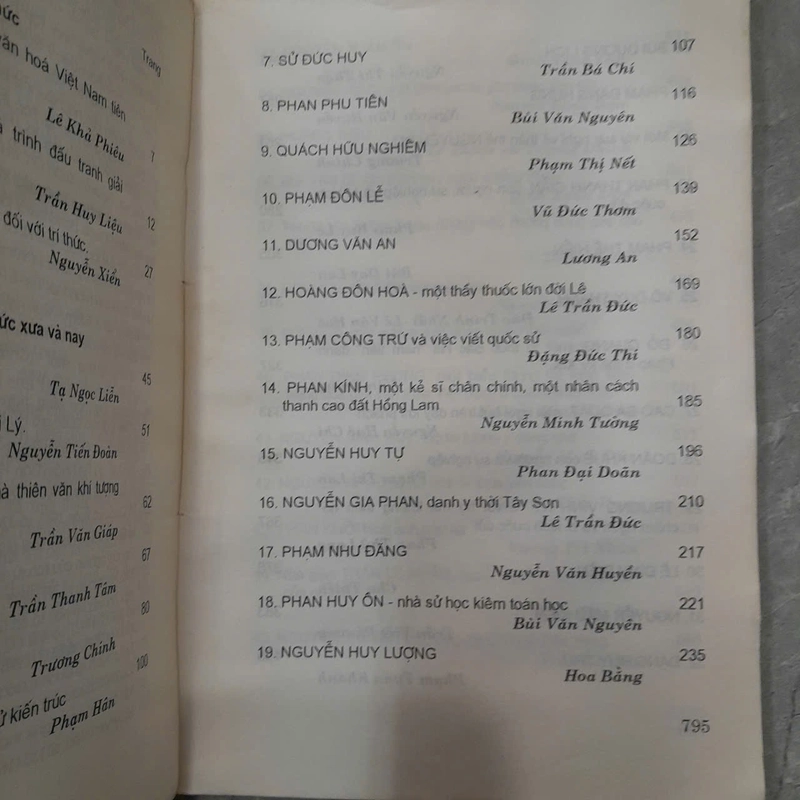 ức
Trang
văn hoá Việt Nam tiên
Lê Khả Phiêu 7
trình đấu tranh giải
Trần Huy Liệu 12
đối với trí thức.
Nguyễn Xiển 27
ức xưa và nay
45
Tạ Ngọc Liễn
i Lý. 51
Nguyễn Tiến Đoàn
à thiên văn khí tượng
62
Trần Văn Giáp
67
Trần Thanh Tâm
80
Trương Chính
100
ử kiến trúc
Phạm Hân
7. SỬ ĐỨC HUY 107
Trần Bá Chí
8. PHAN PHU TIÊN 116
Bùi Văn Nguyên
9. QUÁCH HỮU NGHIÊM 126
Phạm Thị Nết
10. PHẠM ĐÔN LỄ 139
Vũ Đức Thơm
11. DƯƠNG VĂN AN 152
Lương An
12. HOÀNG ĐÔN HOÀ - một thầy thuốc lớn đời Lê 169
Lê Trần Đức
13. PHẠM CÔNG TRỨ và việc viết quốc sử 180
Đặng Đức Thi
14. PHAN KÍNH, một kẻ sĩ chân chính, một nhân cách
thanh cao đất Hồng Lam 185
Nguyễn Minh Tường
15. NGUYỄN HUY TỰ 196
Phan Đại Doãn
16. NGUYỄN GIA PHAN, danh y thời Tây Sơn 210
Lê Trần Đức
17. PHẠM NHƯ ĐĂNG 217
Nguyễn Văn Huyền
18. PHAN HUY ÔN - nhà sử học kiêm toán học 221
Bùi Văn Nguyên
19. NGUYỄN HUY LƯỢNG 235
Hoa Bằng
795